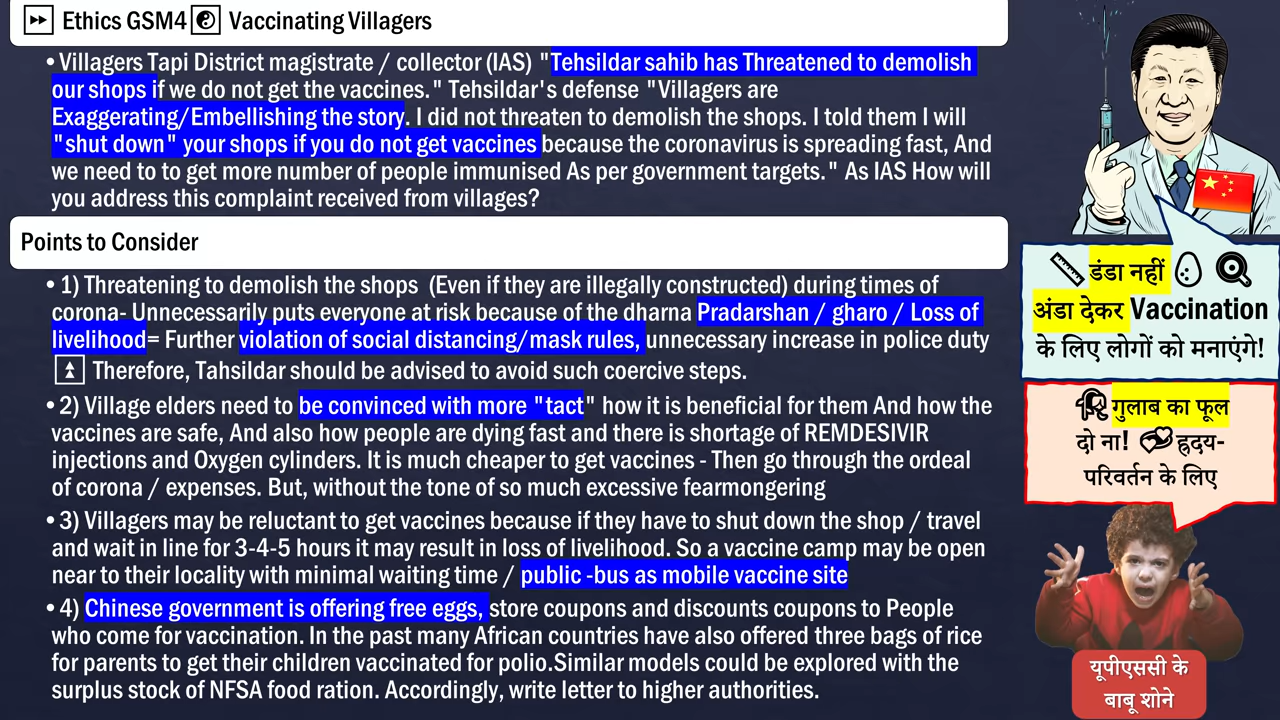 Ethics GSM4 Vaccinating Villagers
• Villagers Tapi District magistrate / collector (IAS) "Tehsildar sahib has Threatened to demolish
our shops if we do not get the vaccines." Tehsildar's defense "Villagers are
Exaggerating/Embellishing the story. I did not threaten to demolish the shops. I told them I will
"shut down" your shops if you do not get vaccines because the coronavirus is spreading fast, And
we need to to get more number of people immunised As per government targets." As IAS How will
you address this complaint received from villages?
Points to Consider
• 1) Threatening to demolish the shops (Even if they are illegally constructed) during times of
corona- Unnecessarily puts everyone at risk because of the dharna Pradarshan / gharo / Loss of
livelihood= Further violation of social distancing/mask rules, unnecessary increase in police duty
Therefore, Tahsildar should be advised to avoid such coercive steps.
• 2) Village elders need to be convinced with more "tact" how it is beneficial for them And how the
vaccines are safe, And also how people are dying fast and there is shortage of REMDESIVIR
injections and Oxygen cylinders. It is much cheaper to get vaccines - Then go through the ordeal
of corona / expenses. But, without the tone of so much excessive fearmongering
• 3) Villagers may be reluctant to get vaccines because if they have to shut down the shop / travel
and wait in line for 3-4-5 hours it may result in loss of livelihood. So a vaccine camp may be open
near to their locality with minimal waiting time / public -bus as mobile vaccine site
• 4) Chinese government is offering free eggs, store coupons and discounts coupons to People
who come for vaccination. In the past many African countries have also offered three bags of rice
for parents to get their children vaccinated for polio.Similar models could be explored with the
surplus stock of NFSA food ration. Accordingly, write letter to higher authorities.
डंडा नहीं
अंडा देकर Vaccination
के लिए लोगों को मनाएंगे!
गुलाब का फूल
दो ना! ह्रदय-
परिवर्तन के लिए
यूपीएससी के
बाबू शोने